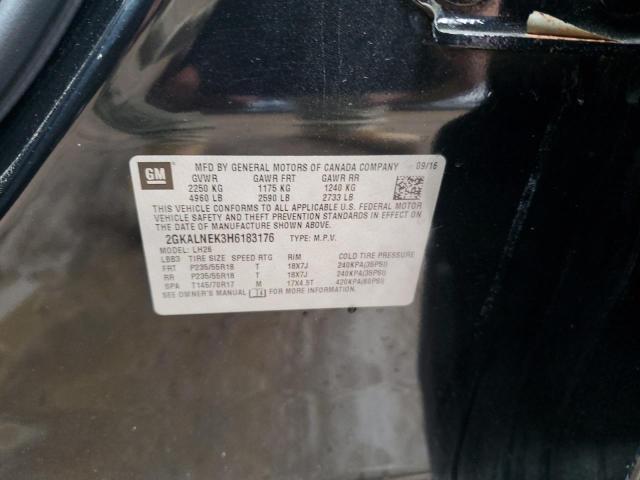 GM
MFD BY GENERAL MOTORS OF CANADA COMPANY 09/16
GVWR GAWR FRT GAWR RR
2250 KG 1175 KG 1240 KG
4960 LB 2590 LB 2733 LB
THIS VEHICLE CONFORMS TO ALL APPLICABLE U.S. FEDERAL MOTOR
VEHICLE SAFETY AND THEFT PREVENTION STANDARDS IN EFFECT ON
THE DATE OF MANUFACTURE SHOWN ABOVE.
2GKALNEK3H6183176 TYPE: M.P.V.
MODEL: LH26
LBB3 TIRE SIZE SPEED RTG RIM COLD TIRE PRESSURE
FRT P235/55R18 T 18X7J 240KPA(35PSI)
RR P235/55R18 T 18X7J 240KPA(35PSI)
SPA T145/70R17 M 17X4.5T 420KPA(60PSI)
SEE OWNER'S MANUAL FOR MORE INFORMATION.